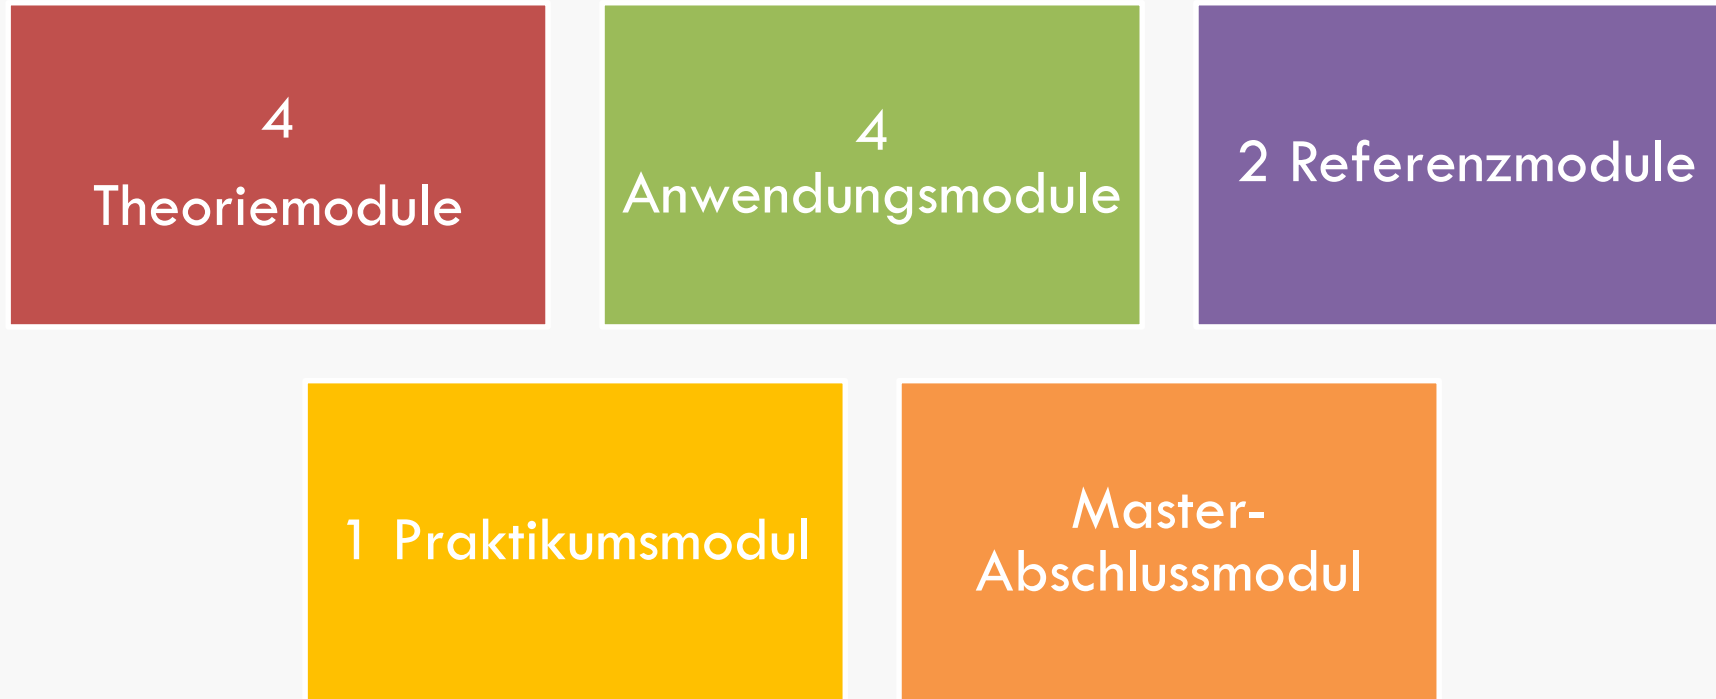 4
Theoriemodule
4
Anwendungsmodule
2 Referenzmodule
1 Praktikumsmodul
Master-
Abschlussmodul